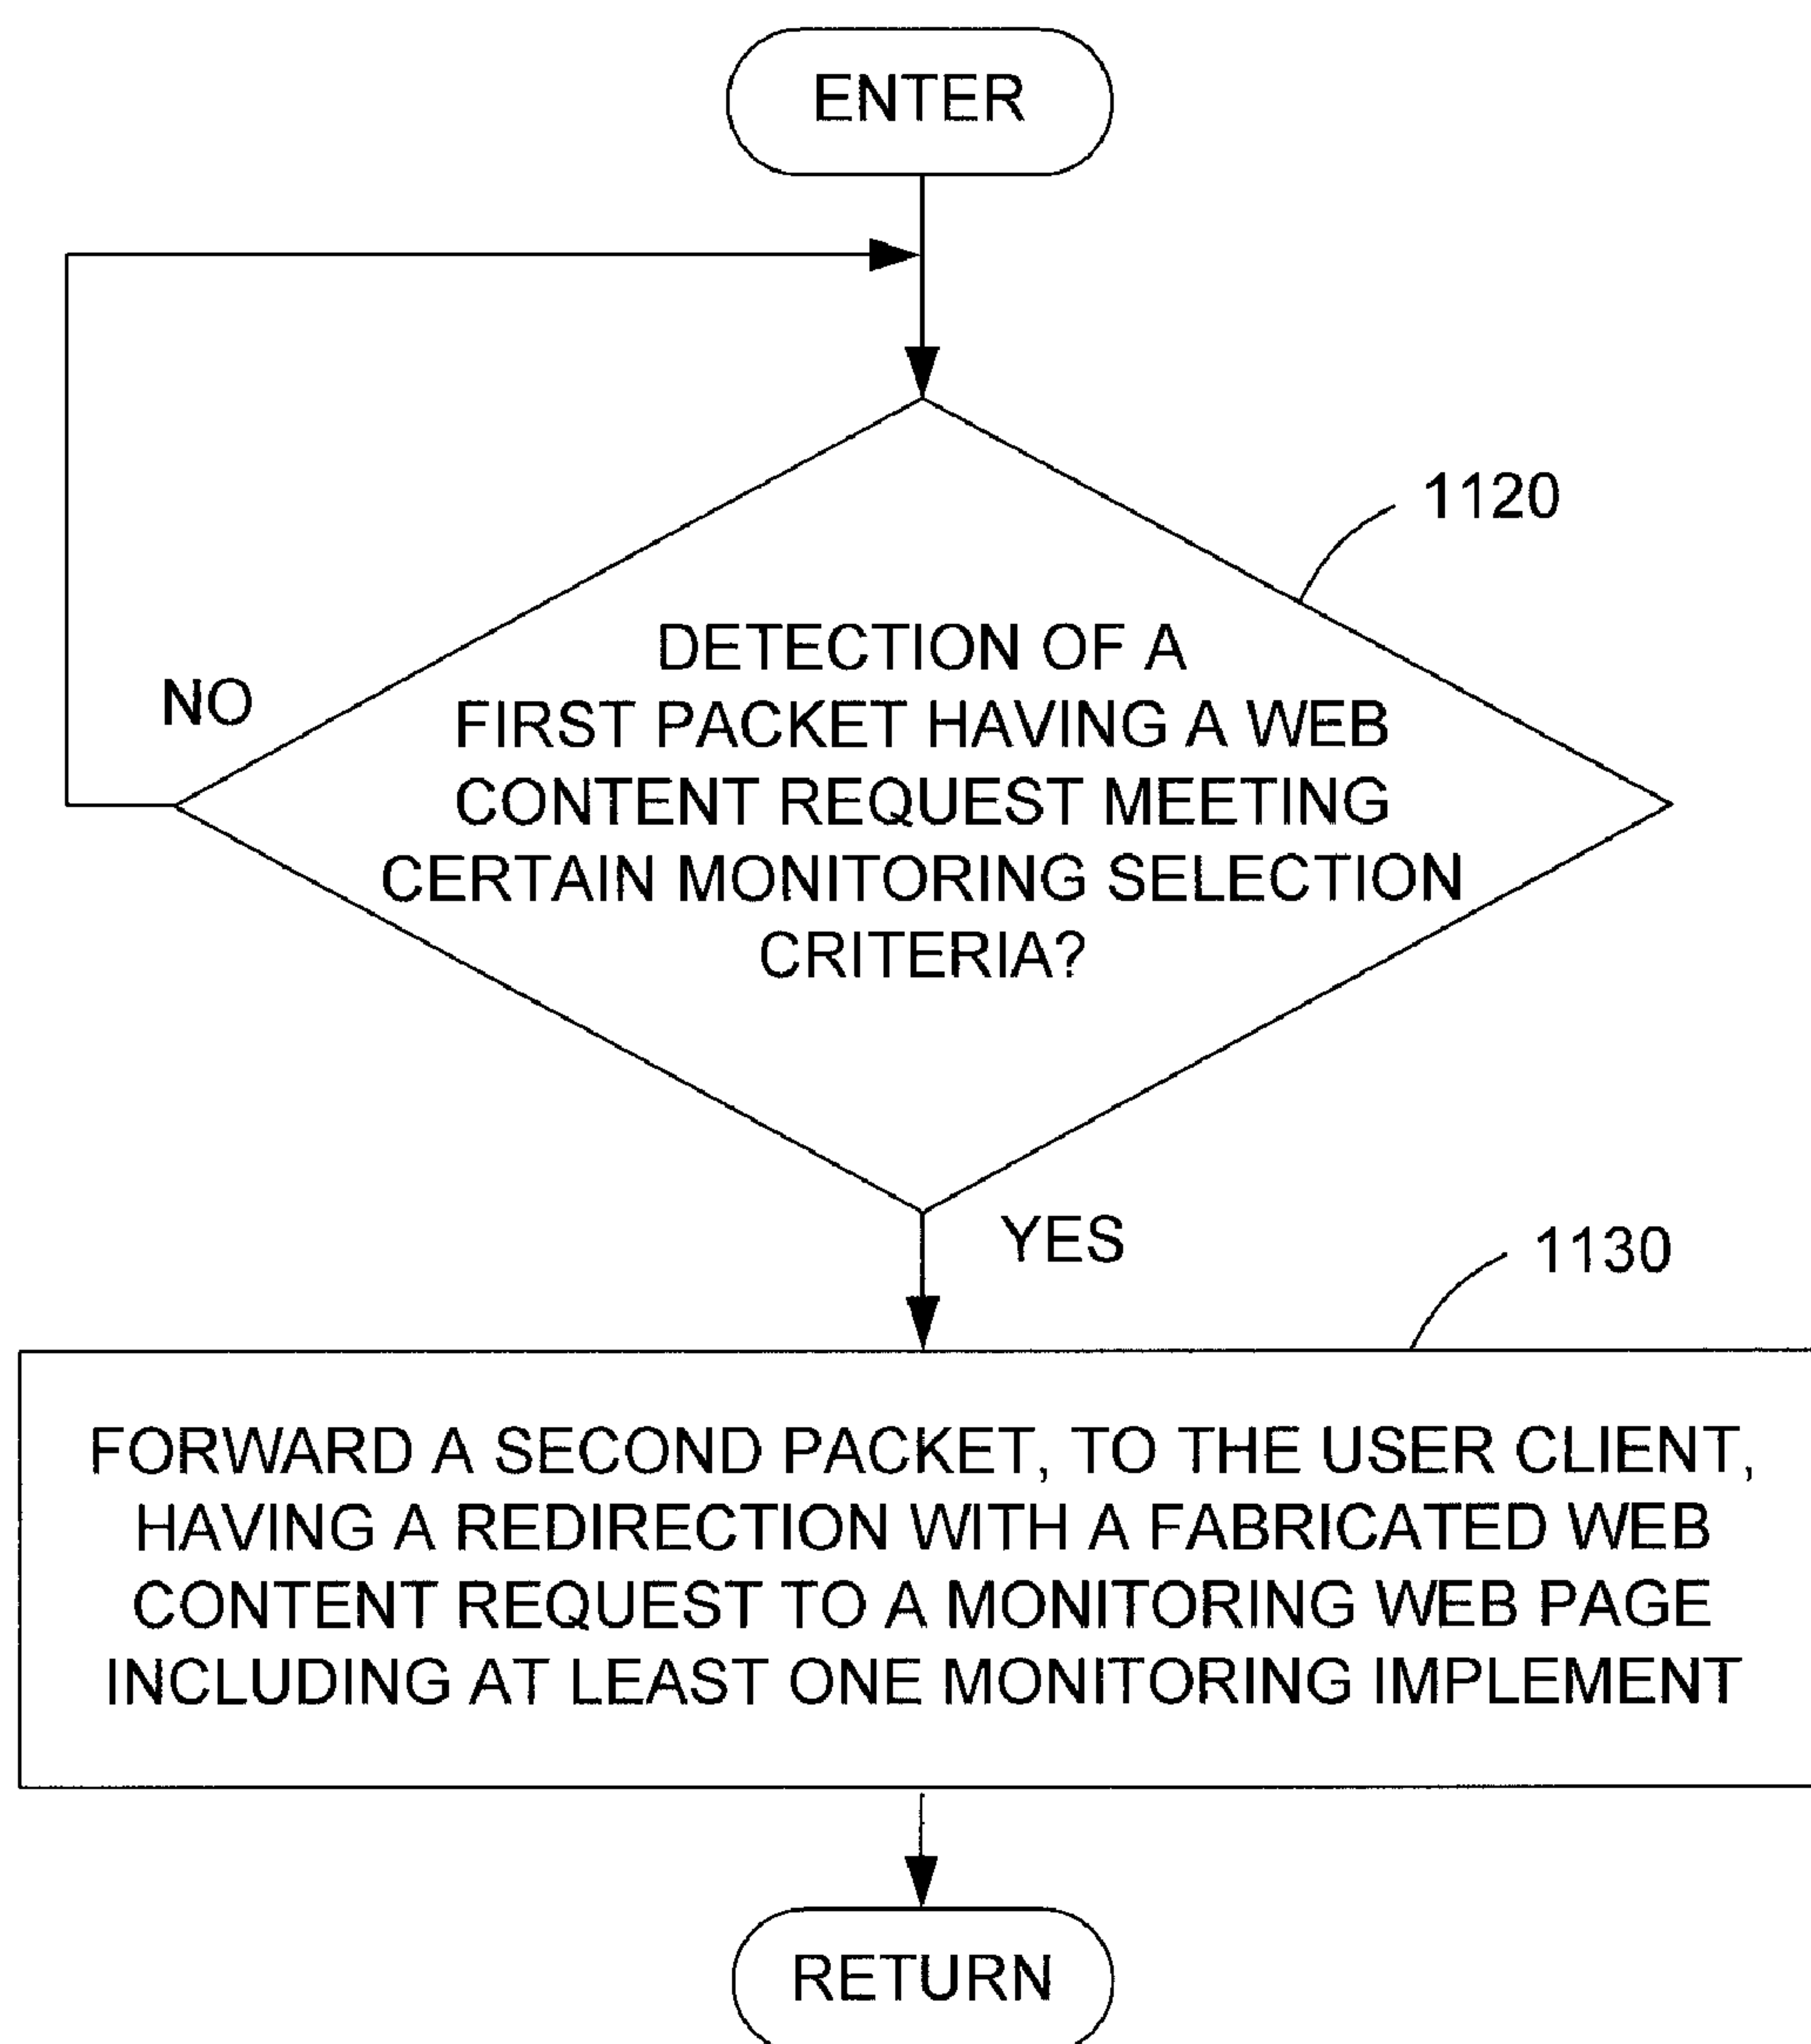 ENTER
1120
DETECTION OF A
FIRST PACKET HAVING A WEB
CONTENT REQUEST MEETING
CERTAIN MONITORING SELECTION
CRITERIA?
NO
YES
1130
FORWARD A SECOND PACKET, TO THE USER CLIENT,
HAVING A REDIRECTION WITH A FABRICATED WEB
CONTENT REQUEST TO A MONITORING WEB PAGE
INCLUDING AT LEAST ONE MONITORING IMPLEMENT
RETURN